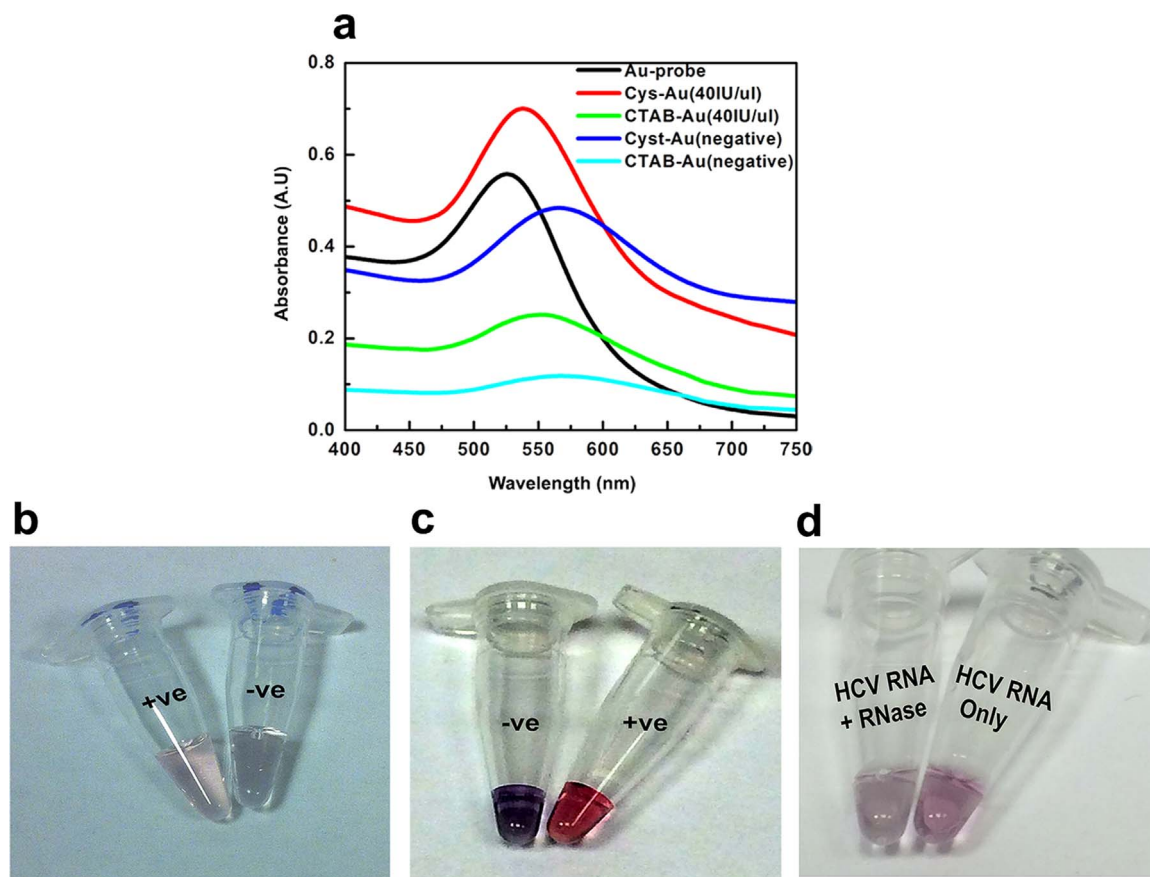 a
0.8
0.6
0.4
0.2
0.0
Absorbance (A.U)
Au-probe
Cys-Au(40IU/ul)
CTAB-Au(40IU/ul)
Cyst-Au(negative)
CTAB-Au(negative)
400 450 500 550 600 650 700 750
Wavelength (nm)
b
+ve
-ve
c
-ve
+ve
d
HCV RNA
+ RNase
HCV RNA
Only